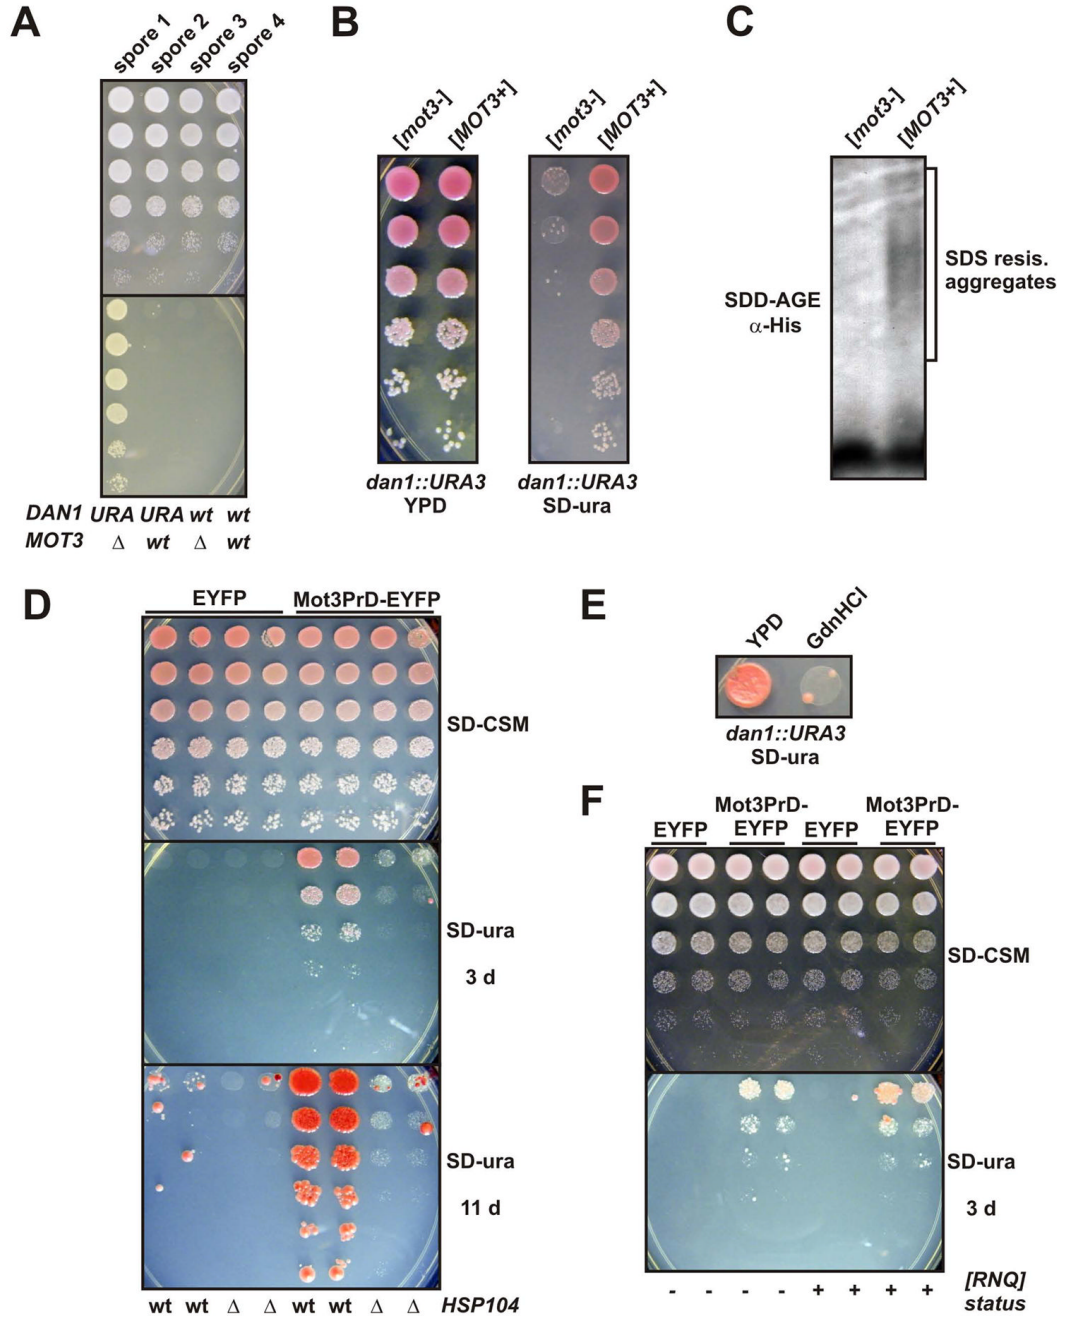 A
spore 1
spore 2
spore 3
spore 4
DAN1 URA URA wt wt
MOT3 Δ wt Δ wt
B
[mot3-]
[MOT3+]
[mot3-]
[MOT3+]
dan1::URA3
YPD
dan1::URA3
SD-ura
C
[mot3-]
[MOT3+]
SDD-AGE
α-His
SDS resis.
aggregates
D
EYFP
Mot3PrD-EYFP
SD-CSM
SD-ura
3 d
SD-ura
11 d
wt wt Δ Δ wt wt Δ Δ HSP104
E
YPD
GdnHCl
dan1::URA3
SD-ura
F
EYFP
Mot3PrD-
EYFP
EYFP
Mot3PrD-
EYFP
SD-CSM
SD-ura
3 d
- - - - + + + + [RNQ]
status